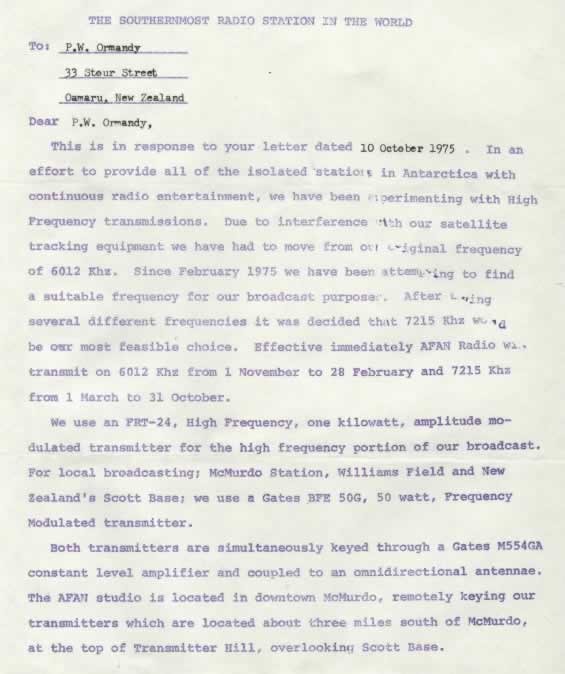 THE SOUTHERNMOST RADIO STATION IN THE WORLD
To: P.W. Ormandy
33 Stour Street
Oamaru, New Zealand
Dear P.W. Ormandy,
This is in response to your letter dated 10 October 1975 . In an
effort to provide all of the isolated stations in Antarctica with
continuous radio entertainment, we have been experimenting with High
Frequency transmissions. Due to interference with our satellite
tracking equipment we have had to move from our original frequency
of 6012 Khz. Since February 1975 we have been attempting to find
a suitable frequency for our broadcast purposes. After
several different frequencies it was decided that 7215 Khz would
be our most feasible choice. Effective immediately AFAN Radio will
transmit on 6012 Khz from 1 November to 28 February and 7215 Khz
from 1 March to 31 October.
We use an FRT-24, High Frequency, one kilowatt, amplitude mo-
dulated transmitter for the high frequency portion of our broadcast.
For local broadcasting; McMurdo Station, Williams Field and New
Zealand's Scott Base; we use a Gates BFE 50G, 50 watt, Frequency
Modulated transmitter.
Both transmitters are simultaneously keyed through a Gates M554GA
constant level amplifier and coupled to an omnidirectional antennae.
The AFAN studio is located in downtown McMurdo, remotely keying our
transmitters which are located about three miles south of McMurdo,
at the top of Transmitter Hill, overlooking Scott Base.